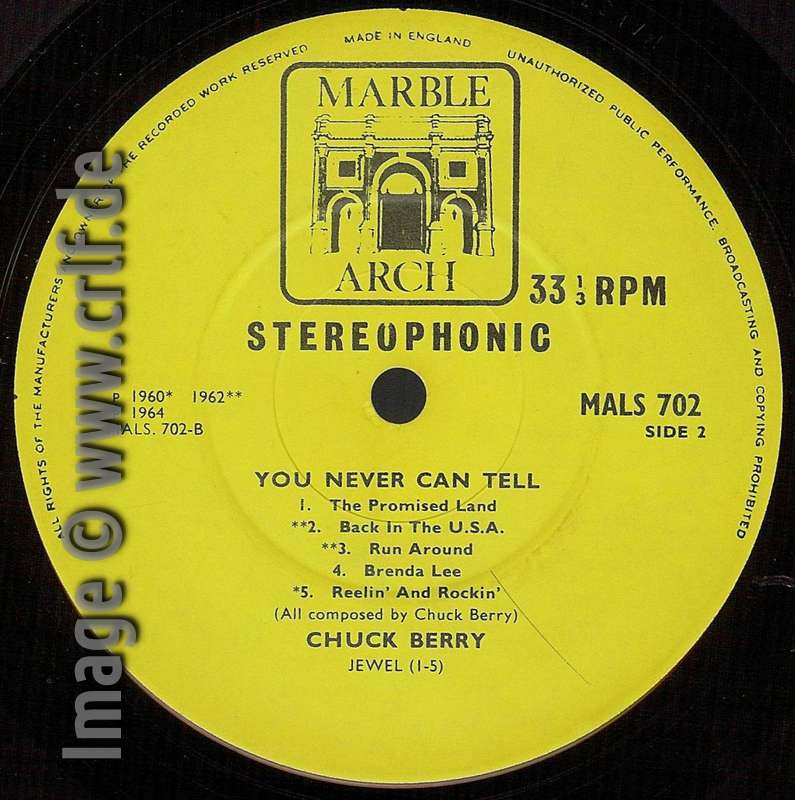 MADE IN ENGLAND
ALL RIGHTS OF THE MANUFACTURERS OWNER RECORDED WORK RESERVED
UNAUTHORIZED PUBLIC PERFORMANCE, BROADCASTING AND COPYING PROHIBITED
MARBLE
ARCH
33 1/3 RPM
STEREOPHONIC
P 1960* 1962**
1964
MALS 702
ALS. 702-B
SIDE 2
YOU NEVER CAN TELL
1. The Promised Land
**2. Back In The U.S.A.
**3. Run Around
4. Brenda Lee
*5. Reelin' And Rockin'
(All composed by Chuck Berry)
CHUCK BERRY
JEWEL (1-5)
Image © www.crlf.de